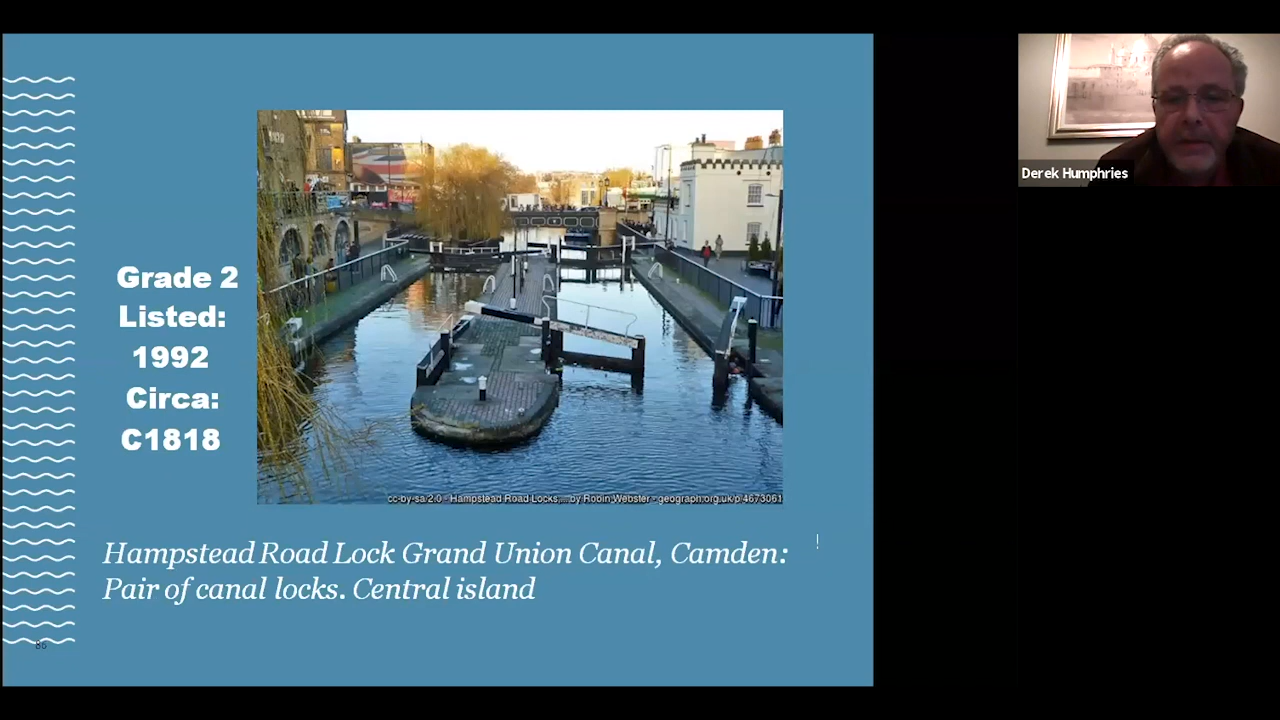 Derek Humphries
Grade 2
Listed:
1992
Circa:
C1818
cc-by-sa/2.0 - Hampstead Road Locks,... by Robin Webster - geograph.org.uk/p/4673061
Hampstead Road Lock Grand Union Canal, Camden:
Pair of canal locks. Central island
!
86